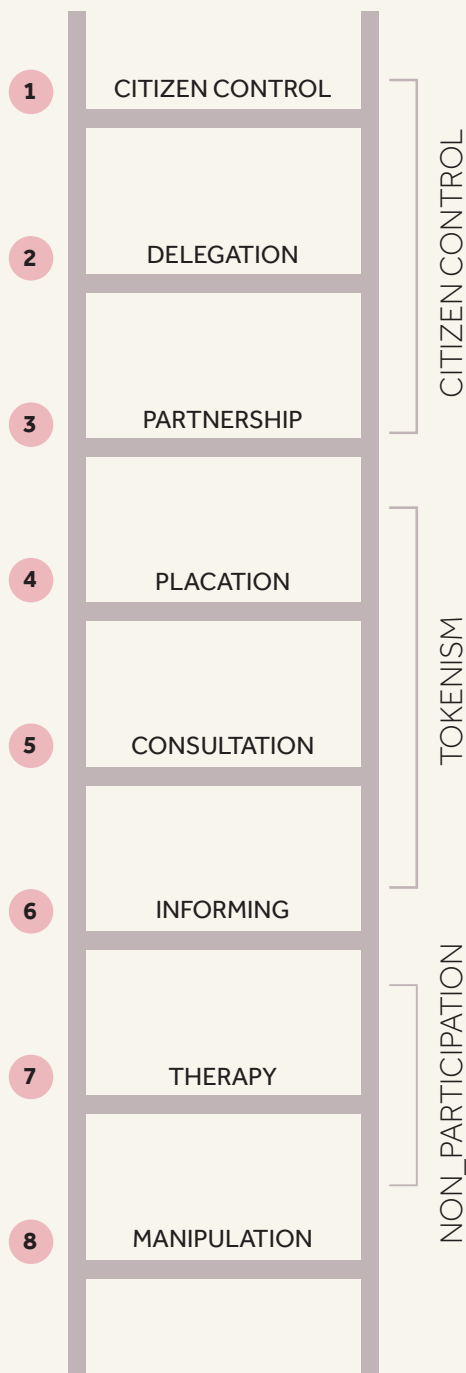 1
CITIZEN CONTROL
2
DELEGATION
3
PARTNERSHIP
CITIZEN CONTROL
4
PLACATION
5
CONSULTATION
6
INFORMING
TOKENISM
7
THERAPY
8
MANIPULATION
NON_PARTICIPATION